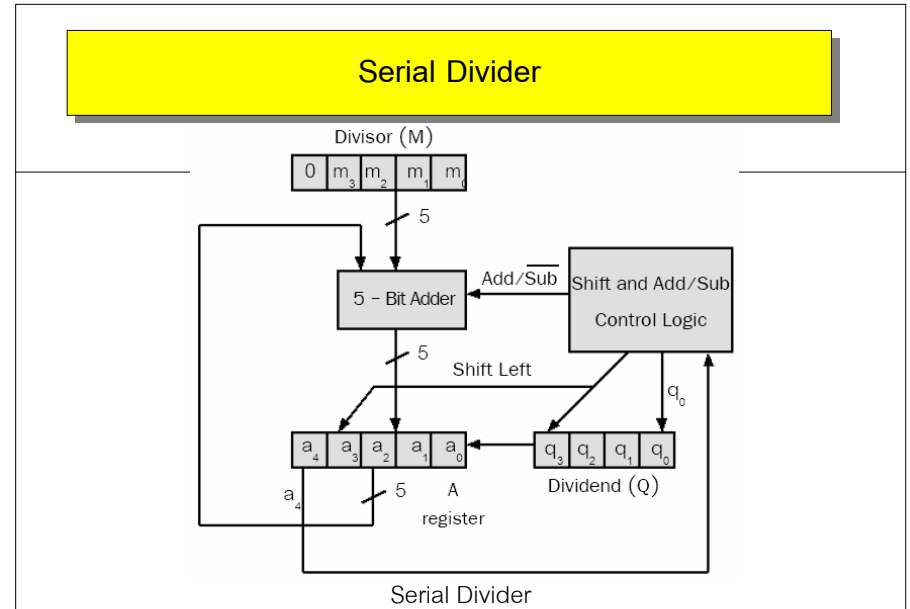 Serial Divider
Divisor (M)
0 m₃ m₂ m₁ m₀
5
Add/S̅u̅b̅
5 - Bit Adder
Shift and Add/Sub
Control Logic
5
Shift Left
q₀
a₄ a₃ a₂ a₁ a₀
q₃ q₂ q₁ q₀
a₄
5
A
register
Dividend (Q)
Serial Divider